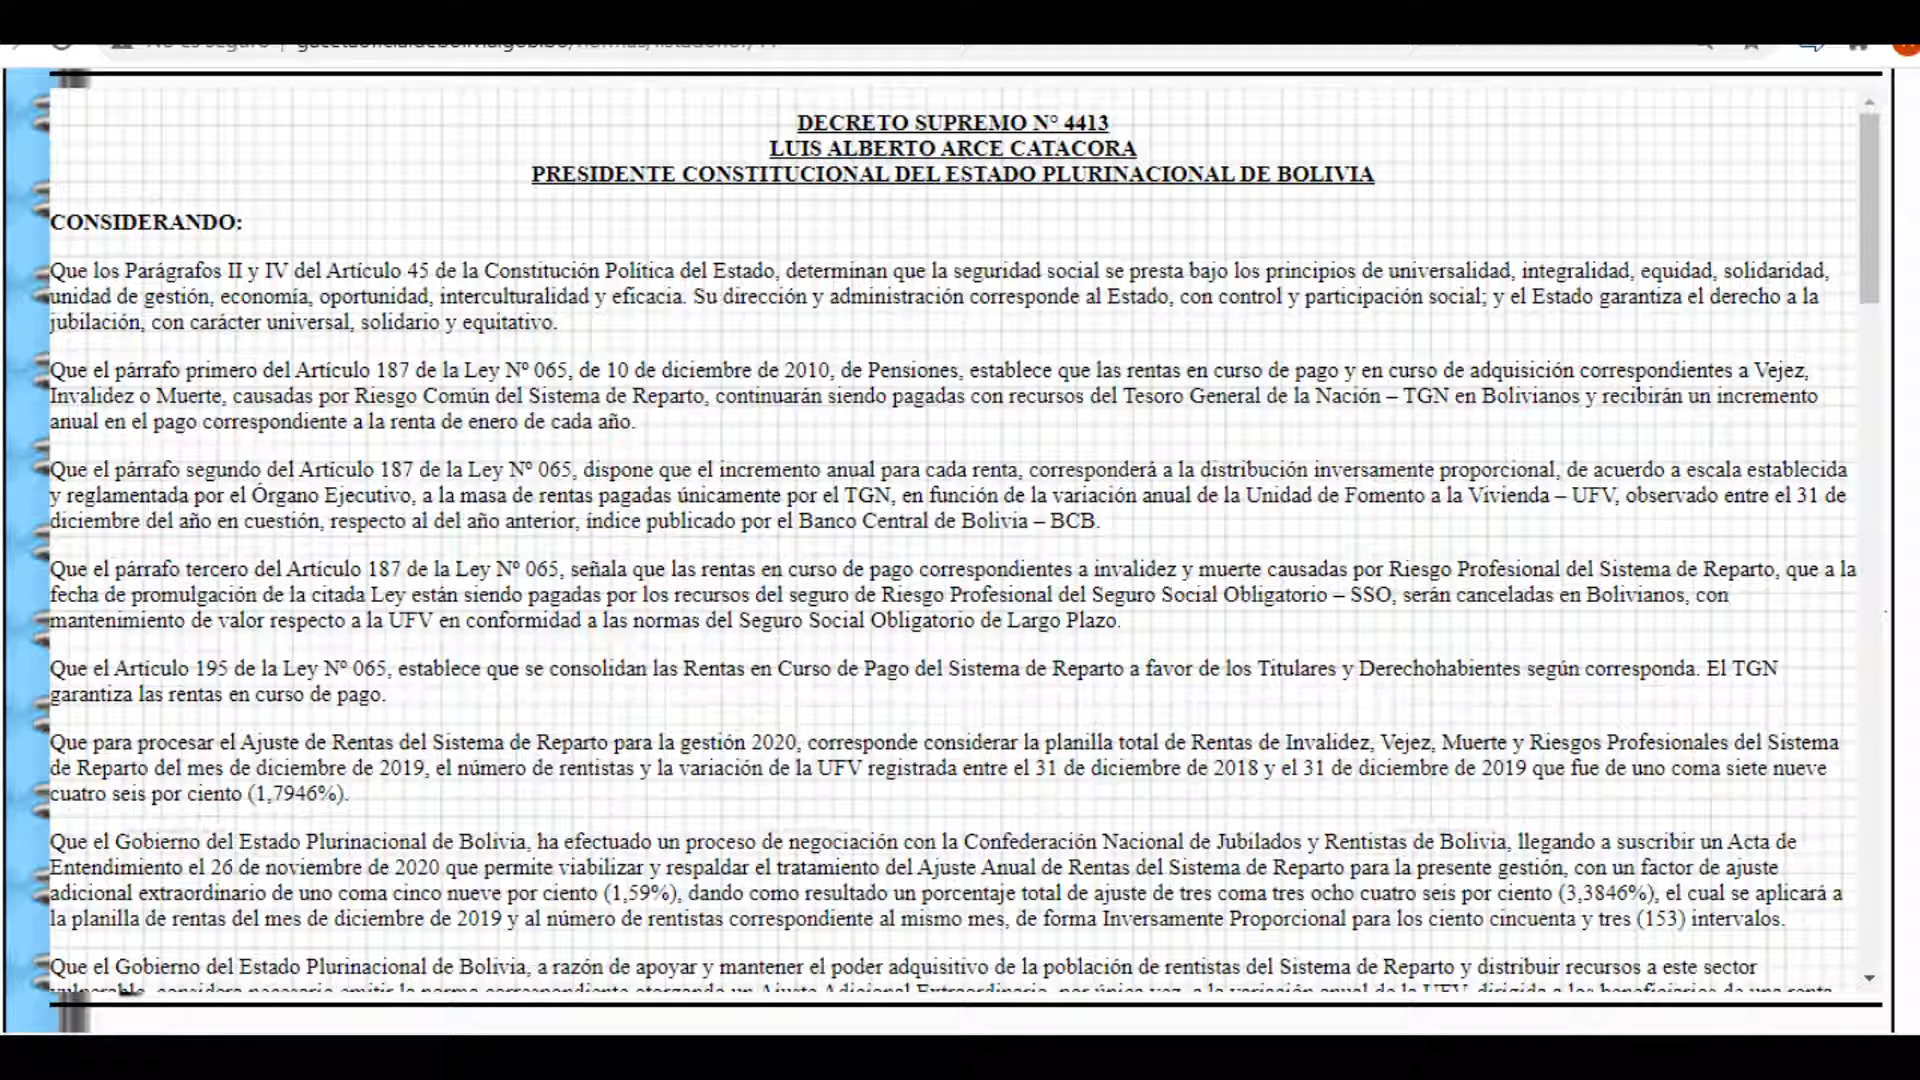 DECRETO SUPREMO N° 4413
LUIS ALBERTO ARCE CATACORA
PRESIDENTE CONSTITUCIONAL DEL ESTADO PLURINACIONAL DE BOLIVIA
CONSIDERANDO:
Que los Parágrafos II y IV del Artículo 45 de la Constitución Política del Estado, determinan que la seguridad social se presta bajo los principios de universalidad, integralidad, equidad, solidaridad,
unidad de gestión, economía, oportunidad, interculturalidad y eficacia. Su dirección y administración corresponde al Estado, con control y participación social; y el Estado garantiza el derecho a la
jubilación, con carácter universal, solidario y equitativo.
Que el párrafo primero del Artículo 187 de la Ley Nº 065, de 10 de diciembre de 2010, de Pensiones, establece que las rentas en curso de pago y en curso de adquisición correspondientes a Vejez,
Invalidez o Muerte, causadas por Riesgo Común del Sistema de Reparto, continuarán siendo pagadas con recursos del Tesoro General de la Nación – TGN en Bolivianos y recibirán un incremento
anual en el pago correspondiente a la renta de enero de cada año.
Que el párrafo segundo del Artículo 187 de la Ley Nº 065, dispone que el incremento anual para cada renta, corresponderá a la distribución inversamente proporcional, de acuerdo a escala establecida
y reglamentada por el Órgano Ejecutivo, a la masa de rentas pagadas únicamente por el TGN, en función de la variación anual de la Unidad de Fomento a la Vivienda – UFV, observado entre el 31 de
diciembre del año en cuestión, respecto al del año anterior, índice publicado por el Banco Central de Bolivia – BCB.
Que el párrafo tercero del Artículo 187 de la Ley Nº 065, señala que las rentas en curso de pago correspondientes a invalidez y muerte causadas por Riesgo Profesional del Sistema de Reparto, que a la
fecha de promulgación de la citada Ley están siendo pagadas por los recursos del seguro de Riesgo Profesional del Seguro Social Obligatorio – SSO, serán canceladas en Bolivianos, con
mantenimiento de valor respecto a la UFV en conformidad a las normas del Seguro Social Obligatorio de Largo Plazo.
Que el Artículo 195 de la Ley Nº 065, establece que se consolidan las Rentas en Curso de Pago del Sistema de Reparto a favor de los Titulares y Derechohabientes según corresponda. El TGN
garantiza las rentas en curso de pago.
Que para procesar el Ajuste de Rentas del Sistema de Reparto para la gestión 2020, corresponde considerar la planilla total de Rentas de Invalidez, Vejez, Muerte y Riesgos Profesionales del Sistema
de Reparto del mes de diciembre de 2019, el número de rentistas y la variación de la UFV registrada entre el 31 de diciembre de 2018 y el 31 de diciembre de 2019 que fue de uno coma siete nueve
cuatro seis por ciento (1,7946%).
Que el Gobierno del Estado Plurinacional de Bolivia, ha efectuado un proceso de negociación con la Confederación Nacional de Jubilados y Rentistas de Bolivia, llegando a suscribir un Acta de
Entendimiento el 26 de noviembre de 2020 que permite viabilizar y respaldar el tratamiento del Ajuste Anual de Rentas del Sistema de Reparto para la presente gestión, con un factor de ajuste
adicional extraordinario de uno coma cinco nueve por ciento (1,59%), dando como resultado un porcentaje total de ajuste de tres coma tres ocho cuatro seis por ciento (3,3846%), el cual se aplicará a
la planilla de rentas del mes de diciembre de 2019 y al número de rentistas correspondiente al mismo mes, de forma Inversamente Proporcional para los ciento cincuenta y tres (153) intervalos.
Que el Gobierno del Estado Plurinacional de Bolivia, a razón de apoyar y mantener el poder adquisitivo de la población de rentistas del Sistema de Reparto y distribuir recursos a este sector